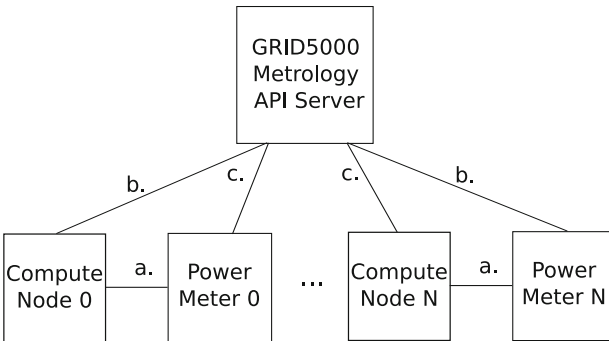 GRID5000
Metrology
API Server
b.
c.
c.
b.
Compute
Node 0
a.
Power
Meter 0
...
Compute
Node N
a.
Power
Meter N